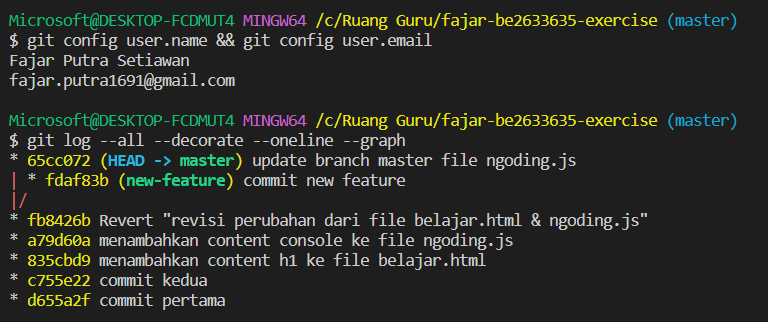 Microsoft@DESKTOP-FCDMUT4 MINGW64 /c/Ruang Guru/fajar-be2633635-exercise (master)
$ git config user.name && git config user.email
Fajar Putra Setiawan
fajar.putra1691@gmail.com

Microsoft@DESKTOP-FCDMUT4 MINGW64 /c/Ruang Guru/fajar-be2633635-exercise (master)
$ git log --all --decorate --oneline --graph
* 65cc072 (HEAD -> master) update branch master file ngoding.js
| * fdaf83b (new-feature) commit new feature
|/
* fb8426b Revert "revisi perubahan dari file belajar.html & ngoding.js"
* a79d60a menambahkan content console ke file ngoding.js
* 835cbd9 menambahkan content h1 ke file belajar.html
* c755e22 commit kedua
* d655a2f commit pertama